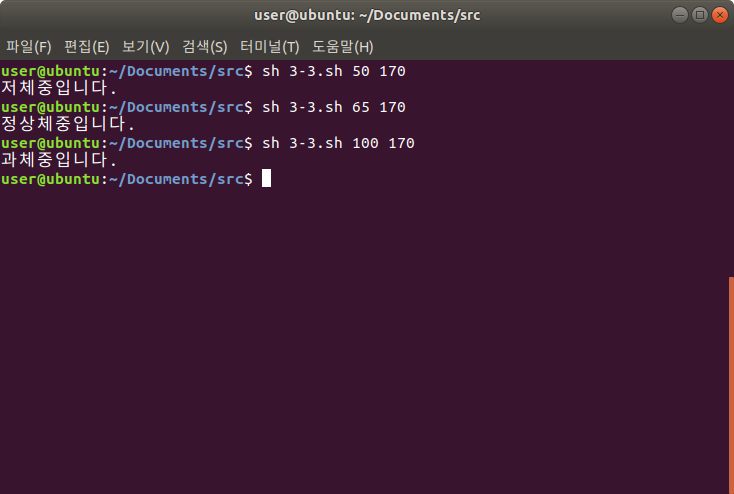 user@ubuntu: ~/Documents/src
파일(F) 편집(E) 보기(V) 검색(S) 터미널(T) 도움말(H)
user@ubuntu:~/Documents/src$ sh 3-3.sh 50 170
저체중입니다.
user@ubuntu:~/Documents/src$ sh 3-3.sh 65 170
정상체중입니다.
user@ubuntu:~/Documents/src$ sh 3-3.sh 100 170
과체중입니다.
user@ubuntu:~/Documents/src$